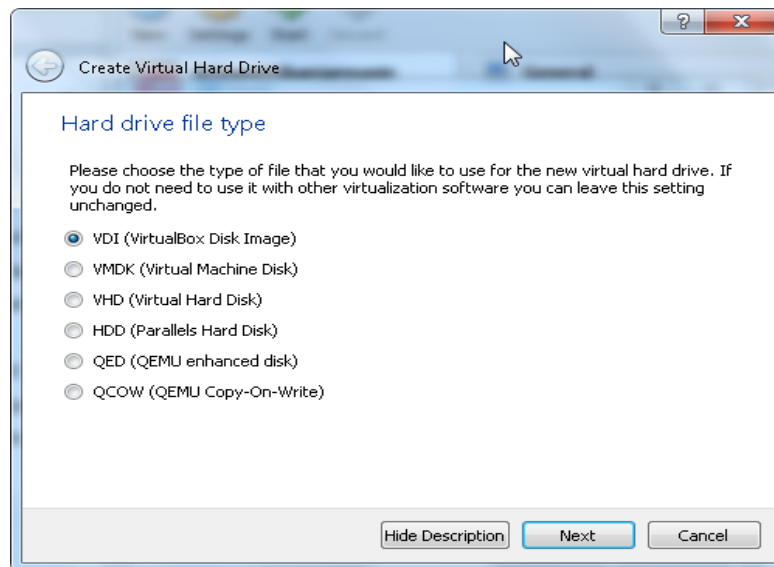 Create Virtual Hard Drive
Hard drive file type
Please choose the type of file that you would like to use for the new virtual hard drive. If
you do not need to use it with other virtualization software you can leave this setting
unchanged.
VDI (VirtualBox Disk Image)
VMDK (Virtual Machine Disk)
VHD (Virtual Hard Disk)
HDD (Parallels Hard Disk)
QED (QEMU enhanced disk)
QCOW (QEMU Copy-On-Write)
Hide Description
Next
Cancel